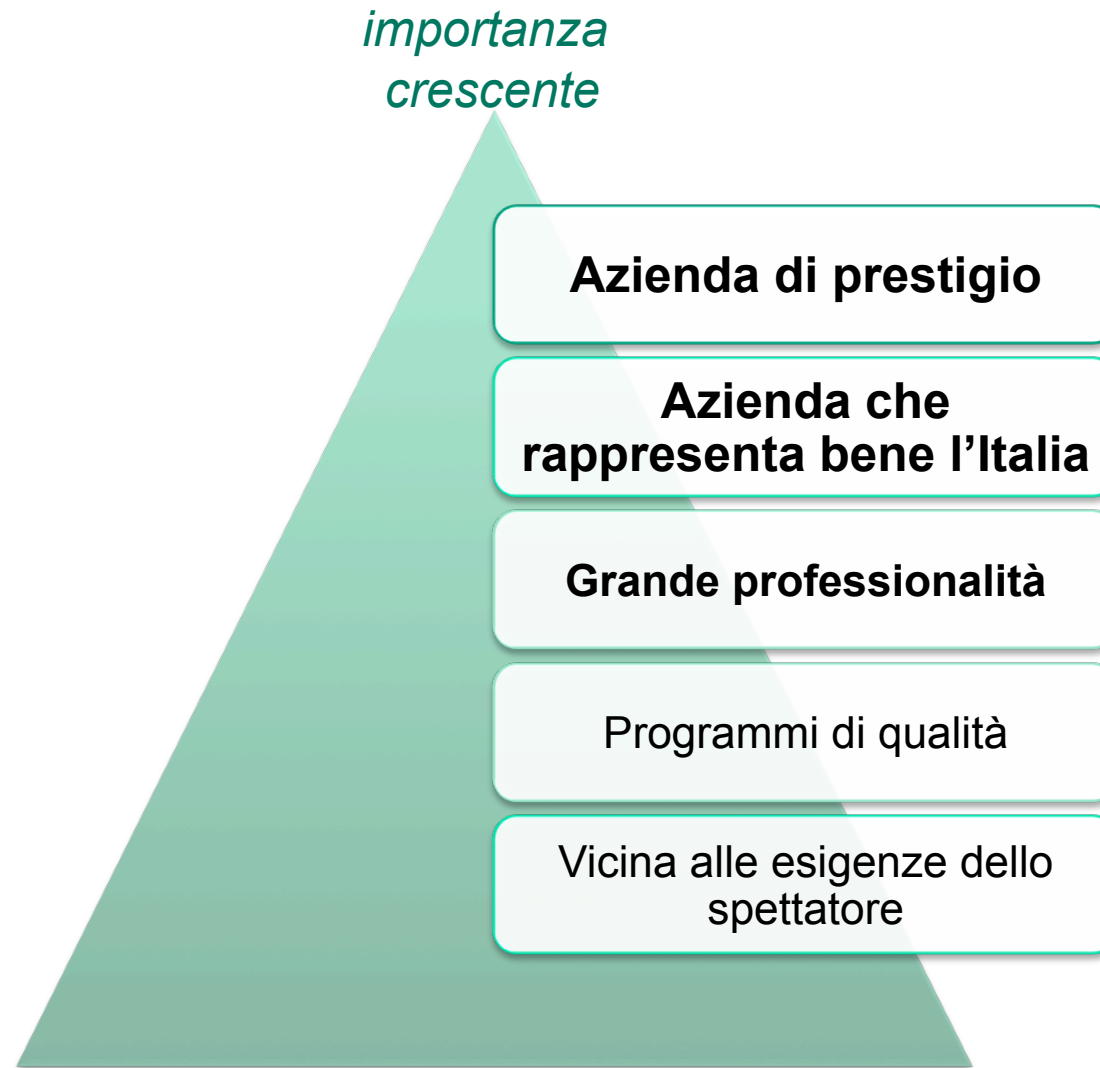 importanza
crescente
Azienda di prestigio
Azienda che
rappresenta bene l’Italia
Grande professionalità
Programmi di qualità
Vicina alle esigenze dello
spettatore